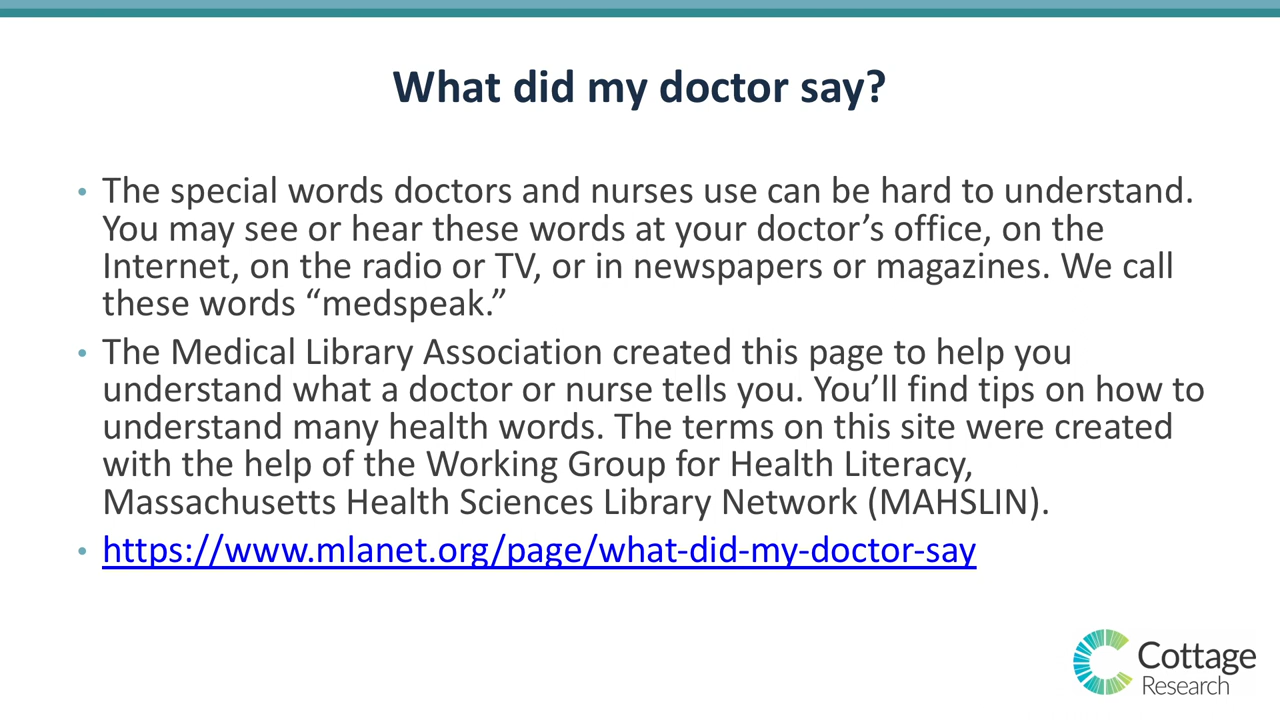 What did my doctor say?
• The special words doctors and nurses use can be hard to understand.
You may see or hear these words at your doctor’s office, on the
Internet, on the radio or TV, or in newspapers or magazines. We call
these words “medspeak.”
• The Medical Library Association created this page to help you
understand what a doctor or nurse tells you. You’ll find tips on how to
understand many health words. The terms on this site were created
with the help of the Working Group for Health Literacy,
Massachusetts Health Sciences Library Network (MAHSLIN).
• https://www.mlanet.org/page/what-did-my-doctor-say
Cottage
Research